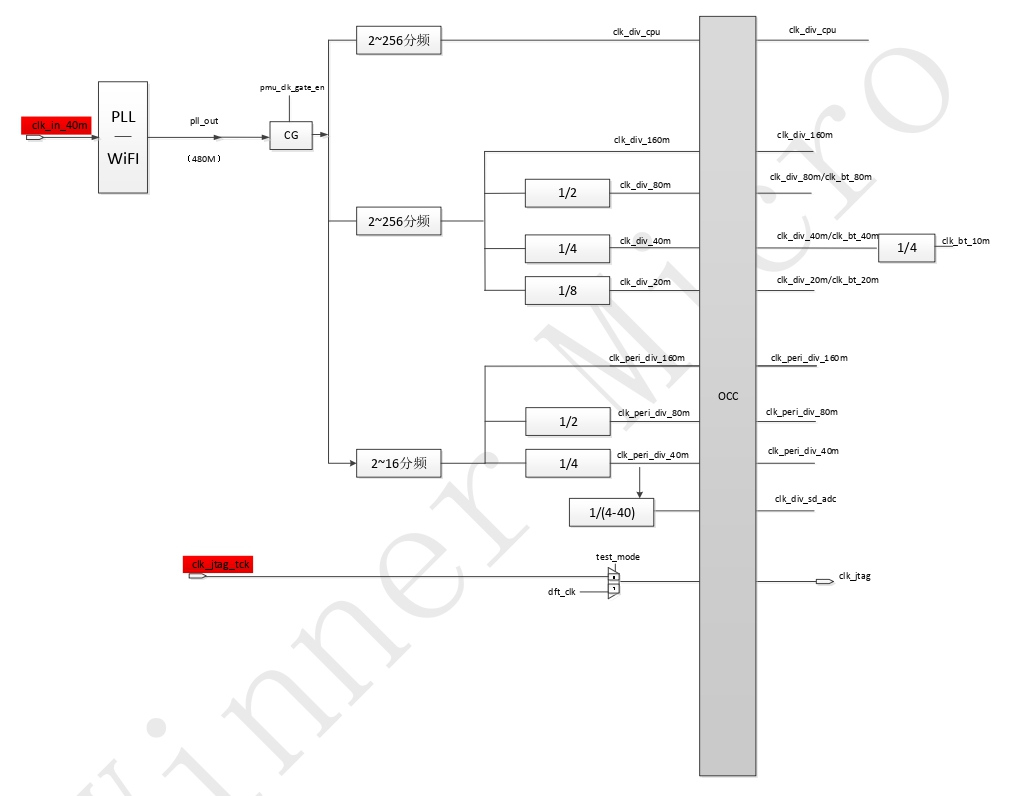 2~256分频
clk_div_cpu
clk_div_cpu
pmu_clk_gate_en
PLL
WiFI
clk_in_40m
pll_out
(480M)
CG
clk_div_160m
clk_div_160m
1/2
clk_div_80m
clk_div_80m/clk_bt_80m
2~256分频
1/4
clk_div_40m
clk_div_40m/clk_bt_40m
1/4
clk_bt_10m
1/8
clk_div_20m
clk_div_20m/clk_bt_20m
clk_peri_div_160m
clk_peri_div_160m
OCC
1/2
clk_peri_div_80m
clk_peri_div_80m
2~16分频
1/4
clk_peri_div_40m
clk_peri_div_40m
1/(4-40)
clk_div_sd_adc
clk_jtag_tck
test_mode
0
1
dft_clk
clk_jtag
Winner Micro